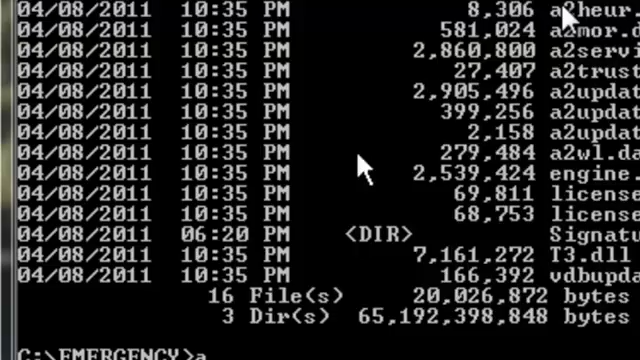 04/08/2011 10:35 PM 8,306 a2heur.
04/08/2011 10:35 PM 581,024 a2mor.d
04/08/2011 10:35 PM 2,860,800 a2servi
04/08/2011 10:35 PM 27,407 a2trust
04/08/2011 10:35 PM 2,905,496 a2updat
04/08/2011 10:35 PM 399,256 a2updat
04/08/2011 10:35 PM 2,158 a2updat
04/08/2011 10:35 PM 279,484 a2wl.da
04/08/2011 10:35 PM 2,539,424 engine.
04/08/2011 10:35 PM 69,811 license
04/08/2011 10:35 PM 68,753 license
04/08/2011 06:20 PM <DIR> Signatu
04/08/2011 10:35 PM 7,161,272 T3.dll
04/08/2011 10:35 PM 166,392 vdbupda
16 File(s) 20,026,872 bytes
3 Dir(s) 65,192,398,848 bytes
C:\EMERGENCY>a